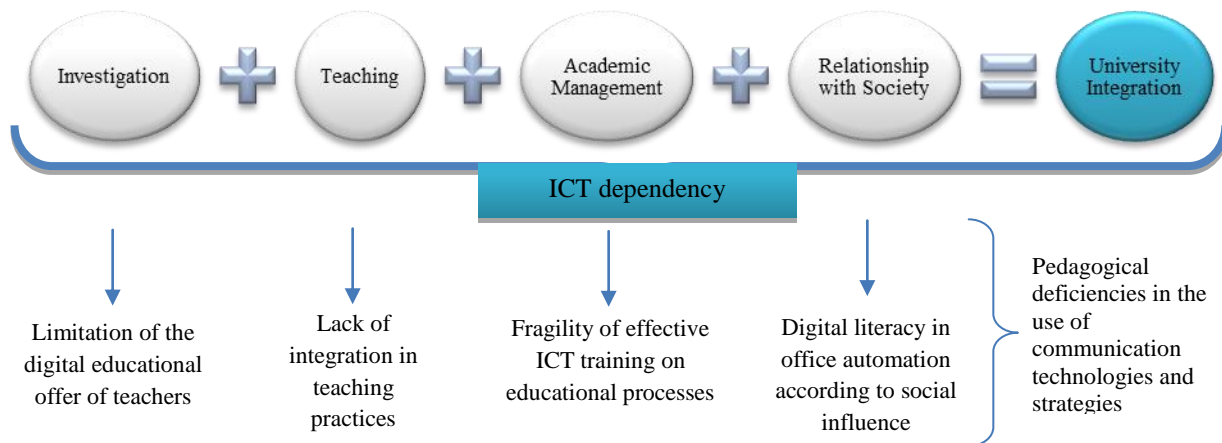 Investigation
Teaching
Academic
Management
Relationship
with Society
University
Integration
ICT dependency
Limitation of the
digital educational
offer of teachers
Lack of
integration in
teaching
practices
Fragility of effective
ICT training on
educational processes
Digital literacy in
office automation
according to social
influence
Pedagogical
deficiencies in the
use of
communication
technologies and
strategies